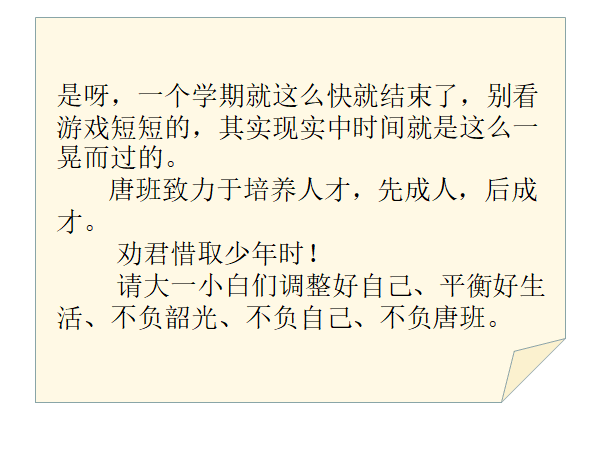 是呀，一个学期就这么快就结束了，别看
游戏短短的，其实现实中时间就是这么一
晃而过的。
唐班致力于培养人才，先成人，后成
才。
劝君惜取少年时！
请大一小白们调整好自己、平衡好生
活、不负韶光、不负自己、不负唐班。